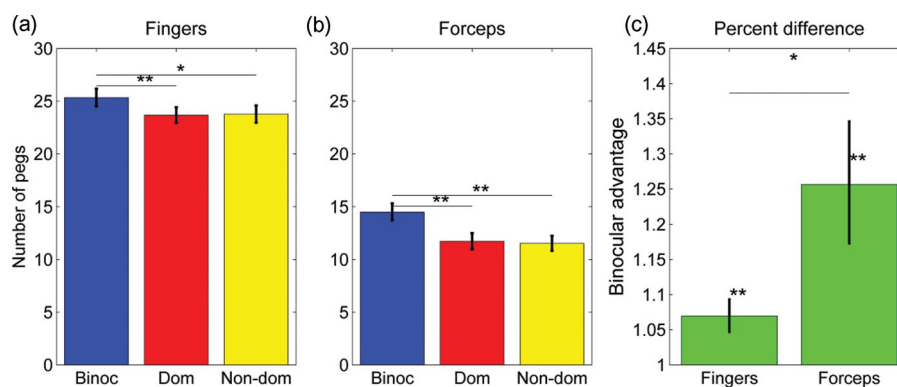 (a)
Fingers
Number of pegs
30
25
20
15
10
5
0
*
**
Binoc Dom Non-dom
(b)
Forceps
30
25
20
15
10
5
0
**
**
Binoc Dom Non-dom
(c)
Percent difference
Binocular advantage
1.45
1.4
1.35
1.3
1.25
1.2
1.15
1.1
1.05
1
*
**
**
Fingers Forceps